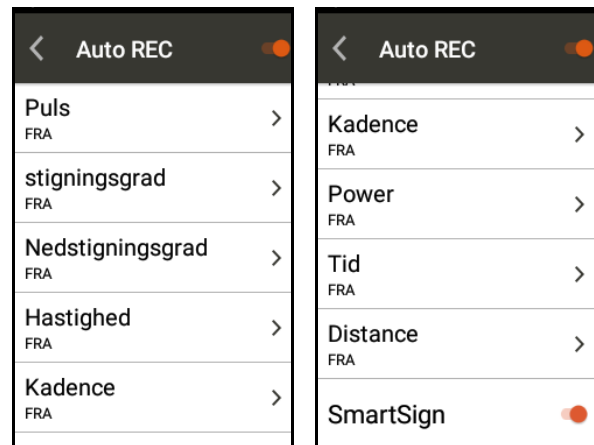 Auto REC
Puls
FRA
stigningsgrad
FRA
Nedstigningsgrad
FRA
Hastighed
FRA
Kadence
FRA
Auto REC
Kadence
FRA
Power
FRA
Tid
FRA
Distance
FRA
SmartSign